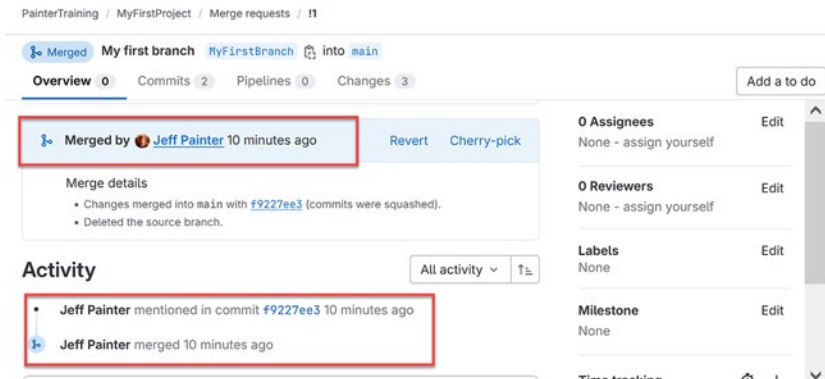 PainterTraining / MyFirstProject / Merge requests / !1
Merged My first branch MyFirstBranch into main
Overview 0 Commits 2 Pipelines 0 Changes 3
Add a to do
Merged by Jeff Painter 10 minutes ago Revert Cherry-pick
Merge details
• Changes merged into main with f9227ee3 (commits were squashed).
• Deleted the source branch.
Activity
All activity
• Jeff Painter mentioned in commit f9227ee3 10 minutes ago
Jeff Painter merged 10 minutes ago
0 Assignees Edit
None - assign yourself
0 Reviewers Edit
None - assign yourself
Labels Edit
None
Milestone Edit
None
Time tracking